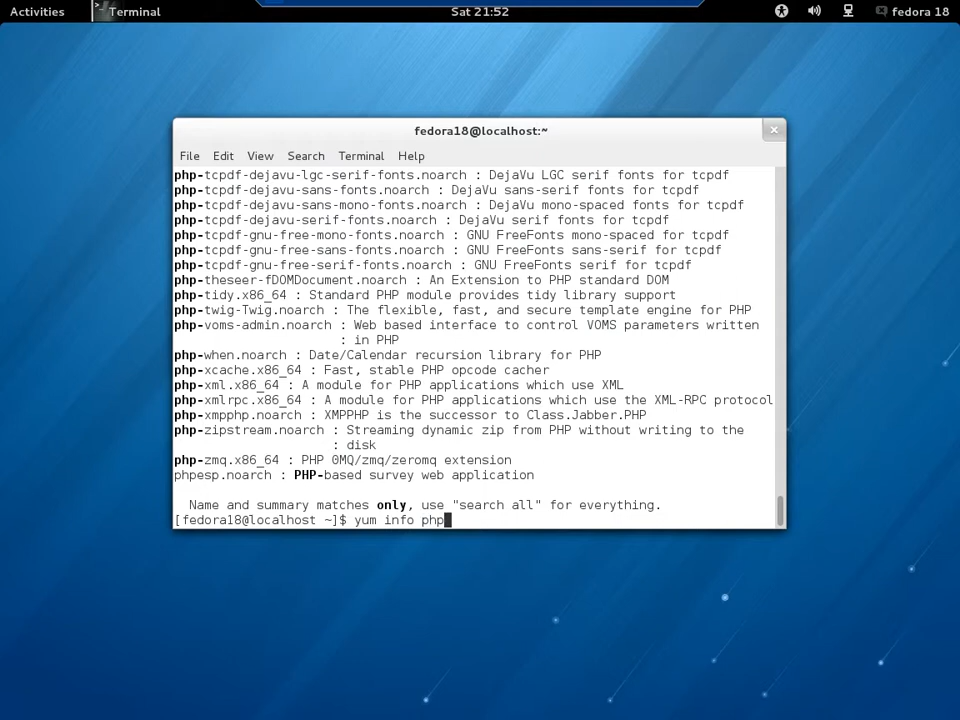 Activities
Terminal
Sat 21:52
fedora 18
fedora18@localhost:~
File Edit View Search Terminal Help
php-tcpdf-dejavu-lgc-serif-fonts.noarch : DejaVu LGC serif fonts for tcpdf
php-tcpdf-dejavu-sans-fonts.noarch : DejaVu sans-serif fonts for tcpdf
php-tcpdf-dejavu-sans-mono-fonts.noarch : DejaVu mono-spaced fonts for tcpdf
php-tcpdf-dejavu-serif-fonts.noarch : DejaVu serif fonts for tcpdf
php-tcpdf-gnu-free-mono-fonts.noarch : GNU FreeFonts mono-spaced for tcpdf
php-tcpdf-gnu-free-sans-fonts.noarch : GNU FreeFonts sans-serif for tcpdf
php-tcpdf-gnu-free-serif-fonts.noarch : GNU FreeFonts serif for tcpdf
php-theseer-fDOMDocument.noarch : An Extension to PHP standard DOM
php-tidy.x86_64 : Standard PHP module provides tidy library support
php-twig-Twig.noarch : The flexible, fast, and secure template engine for PHP
php-voms-admin.noarch : Web based interface to control VOMS parameters written
: in PHP
php-when.noarch : Date/Calendar recursion library for PHP
php-xcache.x86_64 : Fast, stable PHP opcode cacher
php-xml.x86_64 : A module for PHP applications which use XML
php-xmlrpc.x86_64 : A module for PHP applications which use the XML-RPC protocol
php-xmpphp.noarch : XMPPHP is the successor to Class.Jabber.PHP
php-zipstream.noarch : Streaming dynamic zip from PHP without writing to the
: disk
php-zmq.x86_64 : PHP 0MQ/zmq/zeromq extension
phpesp.noarch : PHP-based survey web application
Name and summary matches only, use "search all" for everything.
[fedora18@localhost ~]$ yum info php